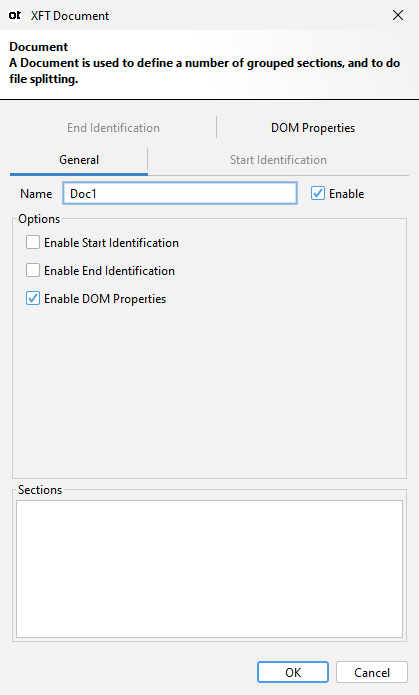 ot XFT Document
Document
A Document is used to define a number of grouped sections, and to do
file splitting.
End Identification DOM Properties
General Start Identification
Name Doc1 Enable
Options
Enable Start Identification
Enable End Identification
Enable DOM Properties
Sections
OK Cancel